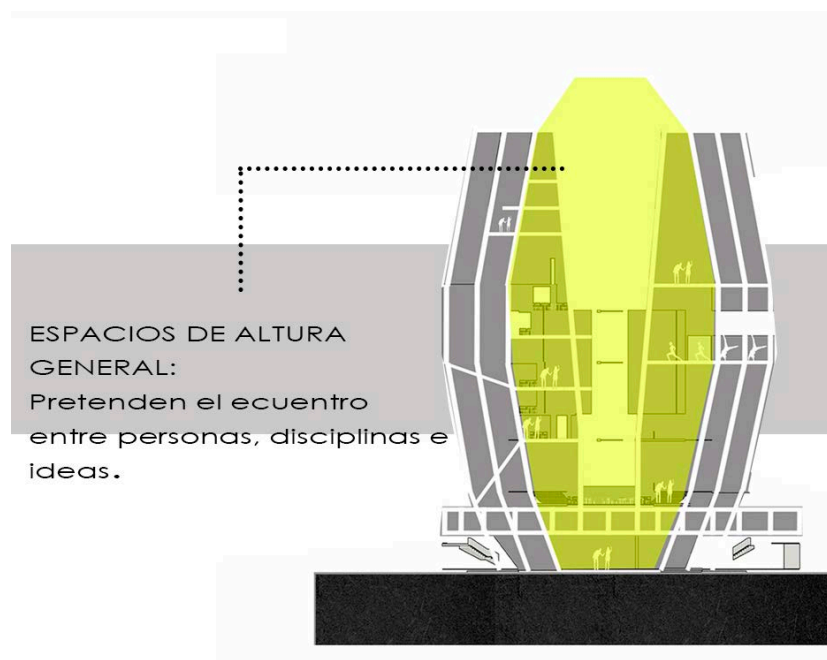 ESPACIOS DE ALTURA
GENERAL:
Pretenden el ecuentro
entre personas, disciplinas e
ideas.